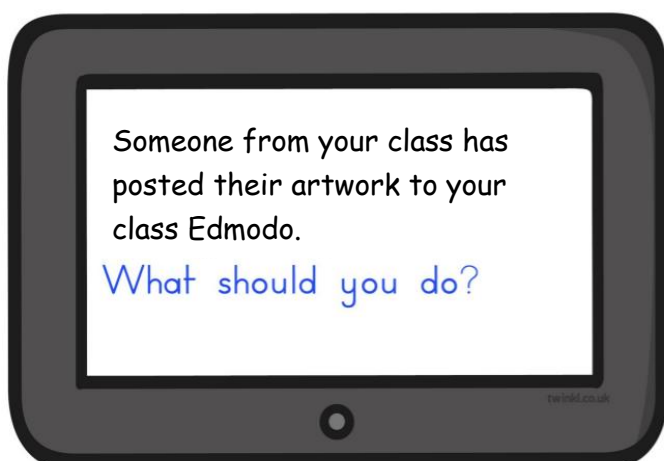 Someone from your class has
posted their artwork to your
class Edmodo.
What should you do?
twinkl.co.uk